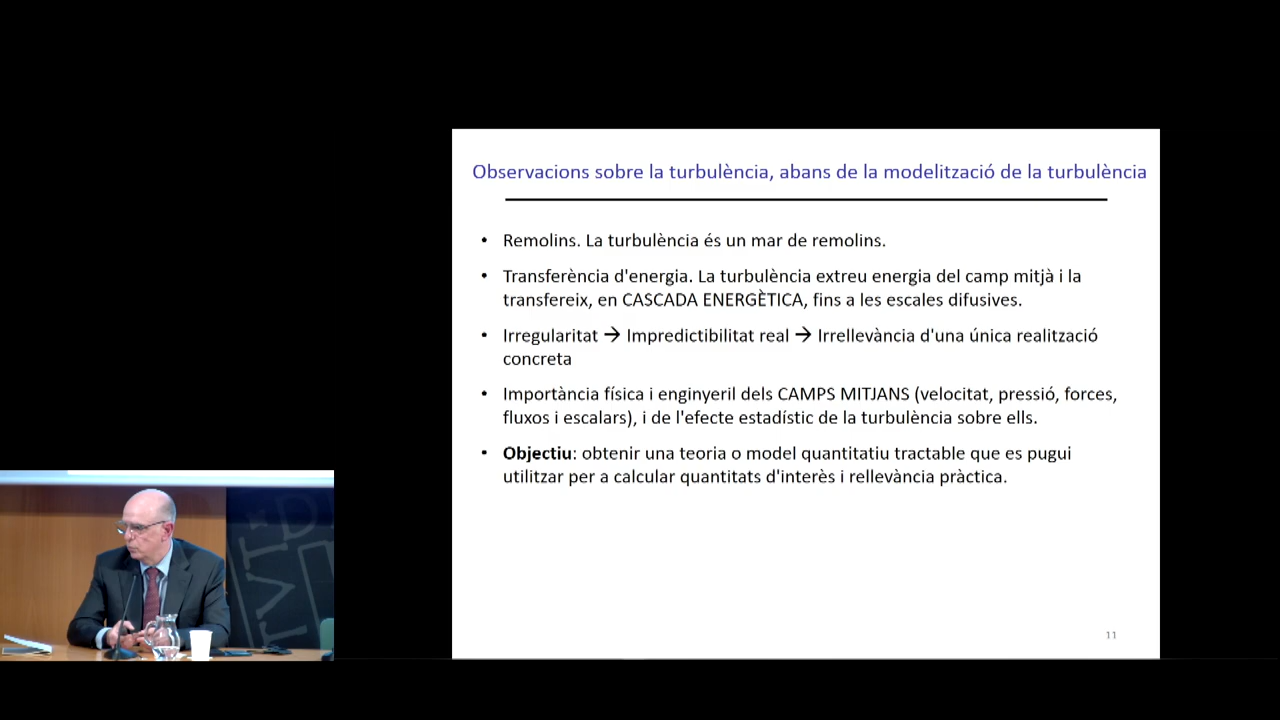 Observacions sobre la turbulència, abans de la modelització de la turbulència
• Remolins. La turbulència és un mar de remolins.
• Transferència d'energia. La turbulència extreu energia del camp mitjà i la
transfereix, en CASCADA ENERGÈTICA, fins a les escales difusives.
• Irregularitat → Impredictibilitat real → Irrellevància d'una única realització
concreta
• Importància física i enginyeril dels CAMPS MITJANS (velocitat, pressió, forces,
fluxos i escalars), i de l'efecte estadístic de la turbulència sobre ells.
• Objectiu: obtenir una teoria o model quantitatiu tractable que es pugui
utilitzar per a calcular quantitats d'interès i rellevància pràctica.
11